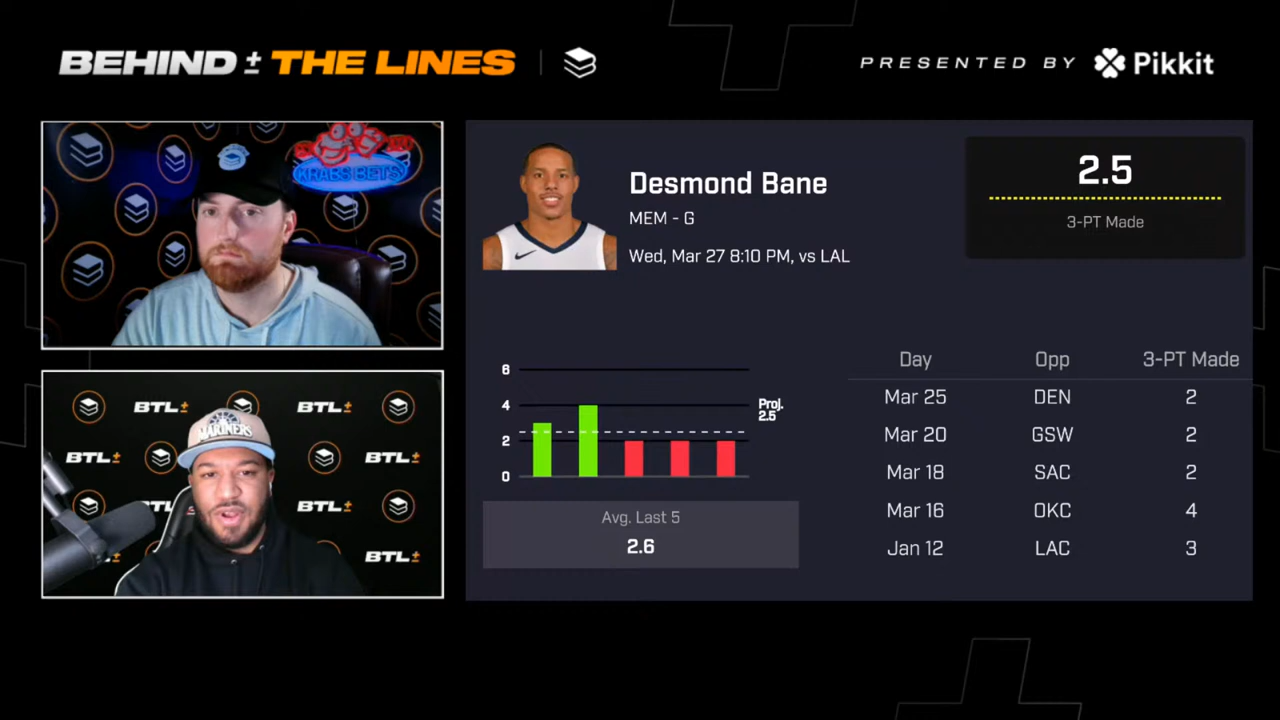 BEHIND ± THE LINES
PRESENTED BY Pikkit
KRABS BETS
Desmond Bane
MEM - G
Wed, Mar 27 8:10 PM, vs LAL
2.5
3-PT Made
6
4
2
0
Proj.
2.5
Avg. Last 5
2.6
Day Opp 3-PT Made
Mar 25 DEN 2
Mar 20 GSW 2
Mar 18 SAC 2
Mar 16 OKC 4
Jan 12 LAC 3
BTL±
BTL±
MARINERS
BTL±
BTL±
BTL
BTL±
BTL±